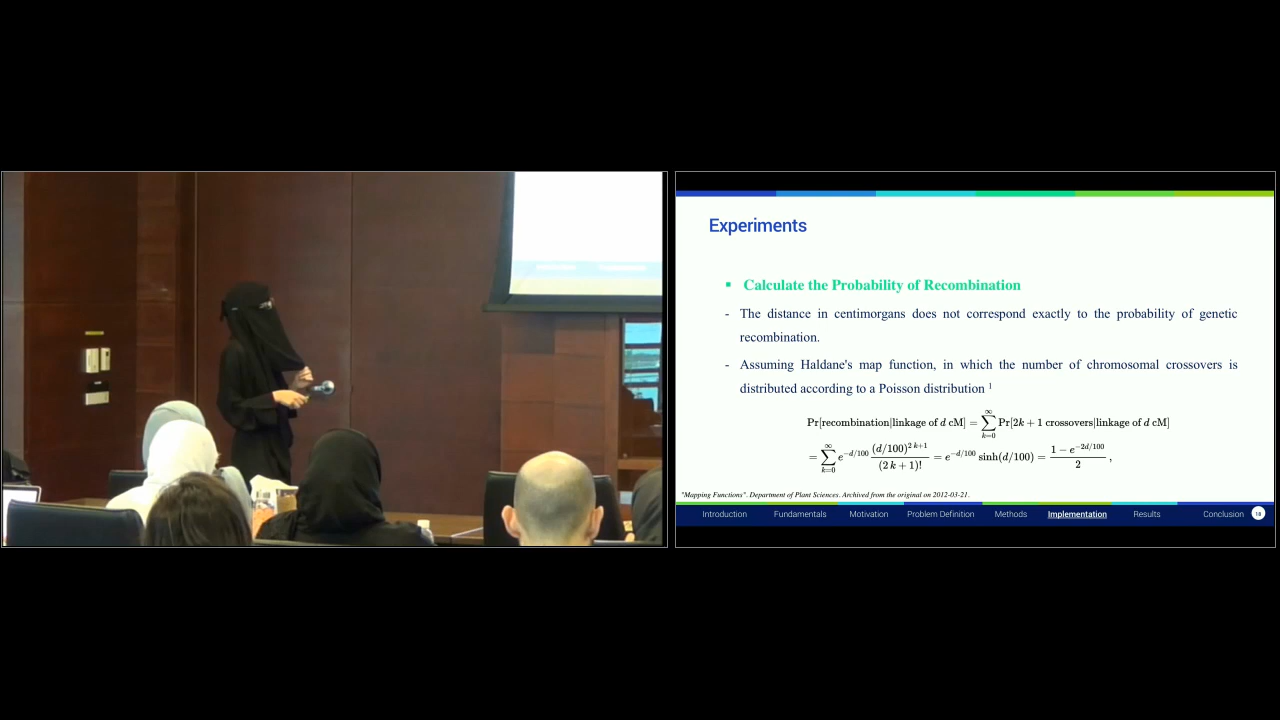 Experiments
▪ Calculate the Probability of Recombination
- The distance in centimorgans does not correspond exactly to the probability of genetic
recombination.
- Assuming Haldane's map function, in which the number of chromosomal crossovers is
distributed according to a Poisson distribution ¹
Pr[recombination|linkage of d cM] = ∑_{k=0}^{∞} Pr[2k + 1 crossovers|linkage of d cM]
= ∑_{k=0}^{∞} e^{-d/100} (d/100)^{2k+1} / (2k+1)! = e^{-d/100} sinh(d/100) = (1 − e^{-2d/100}) / 2 ,
"Mapping Functions". Department of Plant Sciences. Archived from the original on 2012-03-21.
Introduction Fundamentals Motivation Problem Definition Methods Implementation Results Conclusion 18